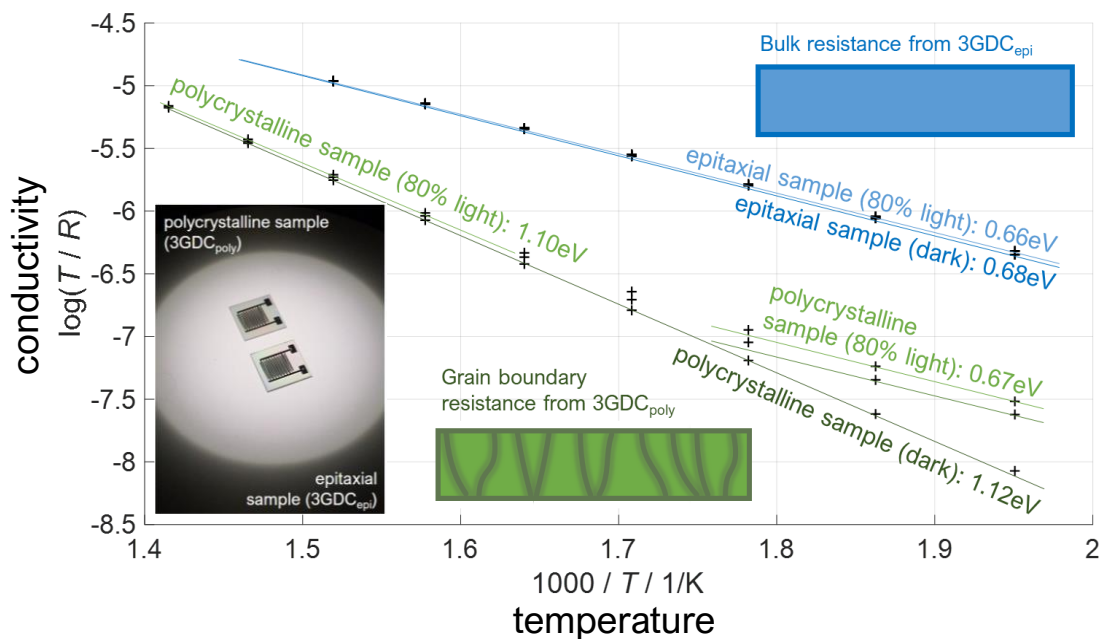 -4.5
-5
-5.5
-6
-6.5
-7
-7.5
-8
-8.5
conductivity
log(T / R)
Bulk resistance from 3GDCepi
polycrystalline sample (80% light): 1.10eV
epitaxial sample (80% light): 0.66eV
epitaxial sample (dark): 0.68eV
polycrystalline sample
(3GDCpoly)
epitaxial
sample (3GDCepi)
polycrystalline
sample (80% light): 0.67eV
polycrystalline sample (dark): 1.12eV
Grain boundary
resistance from 3GDCpoly
1.4
1.5
1.6
1.7
1.8
1.9
2
1000 / T / 1/K
temperature